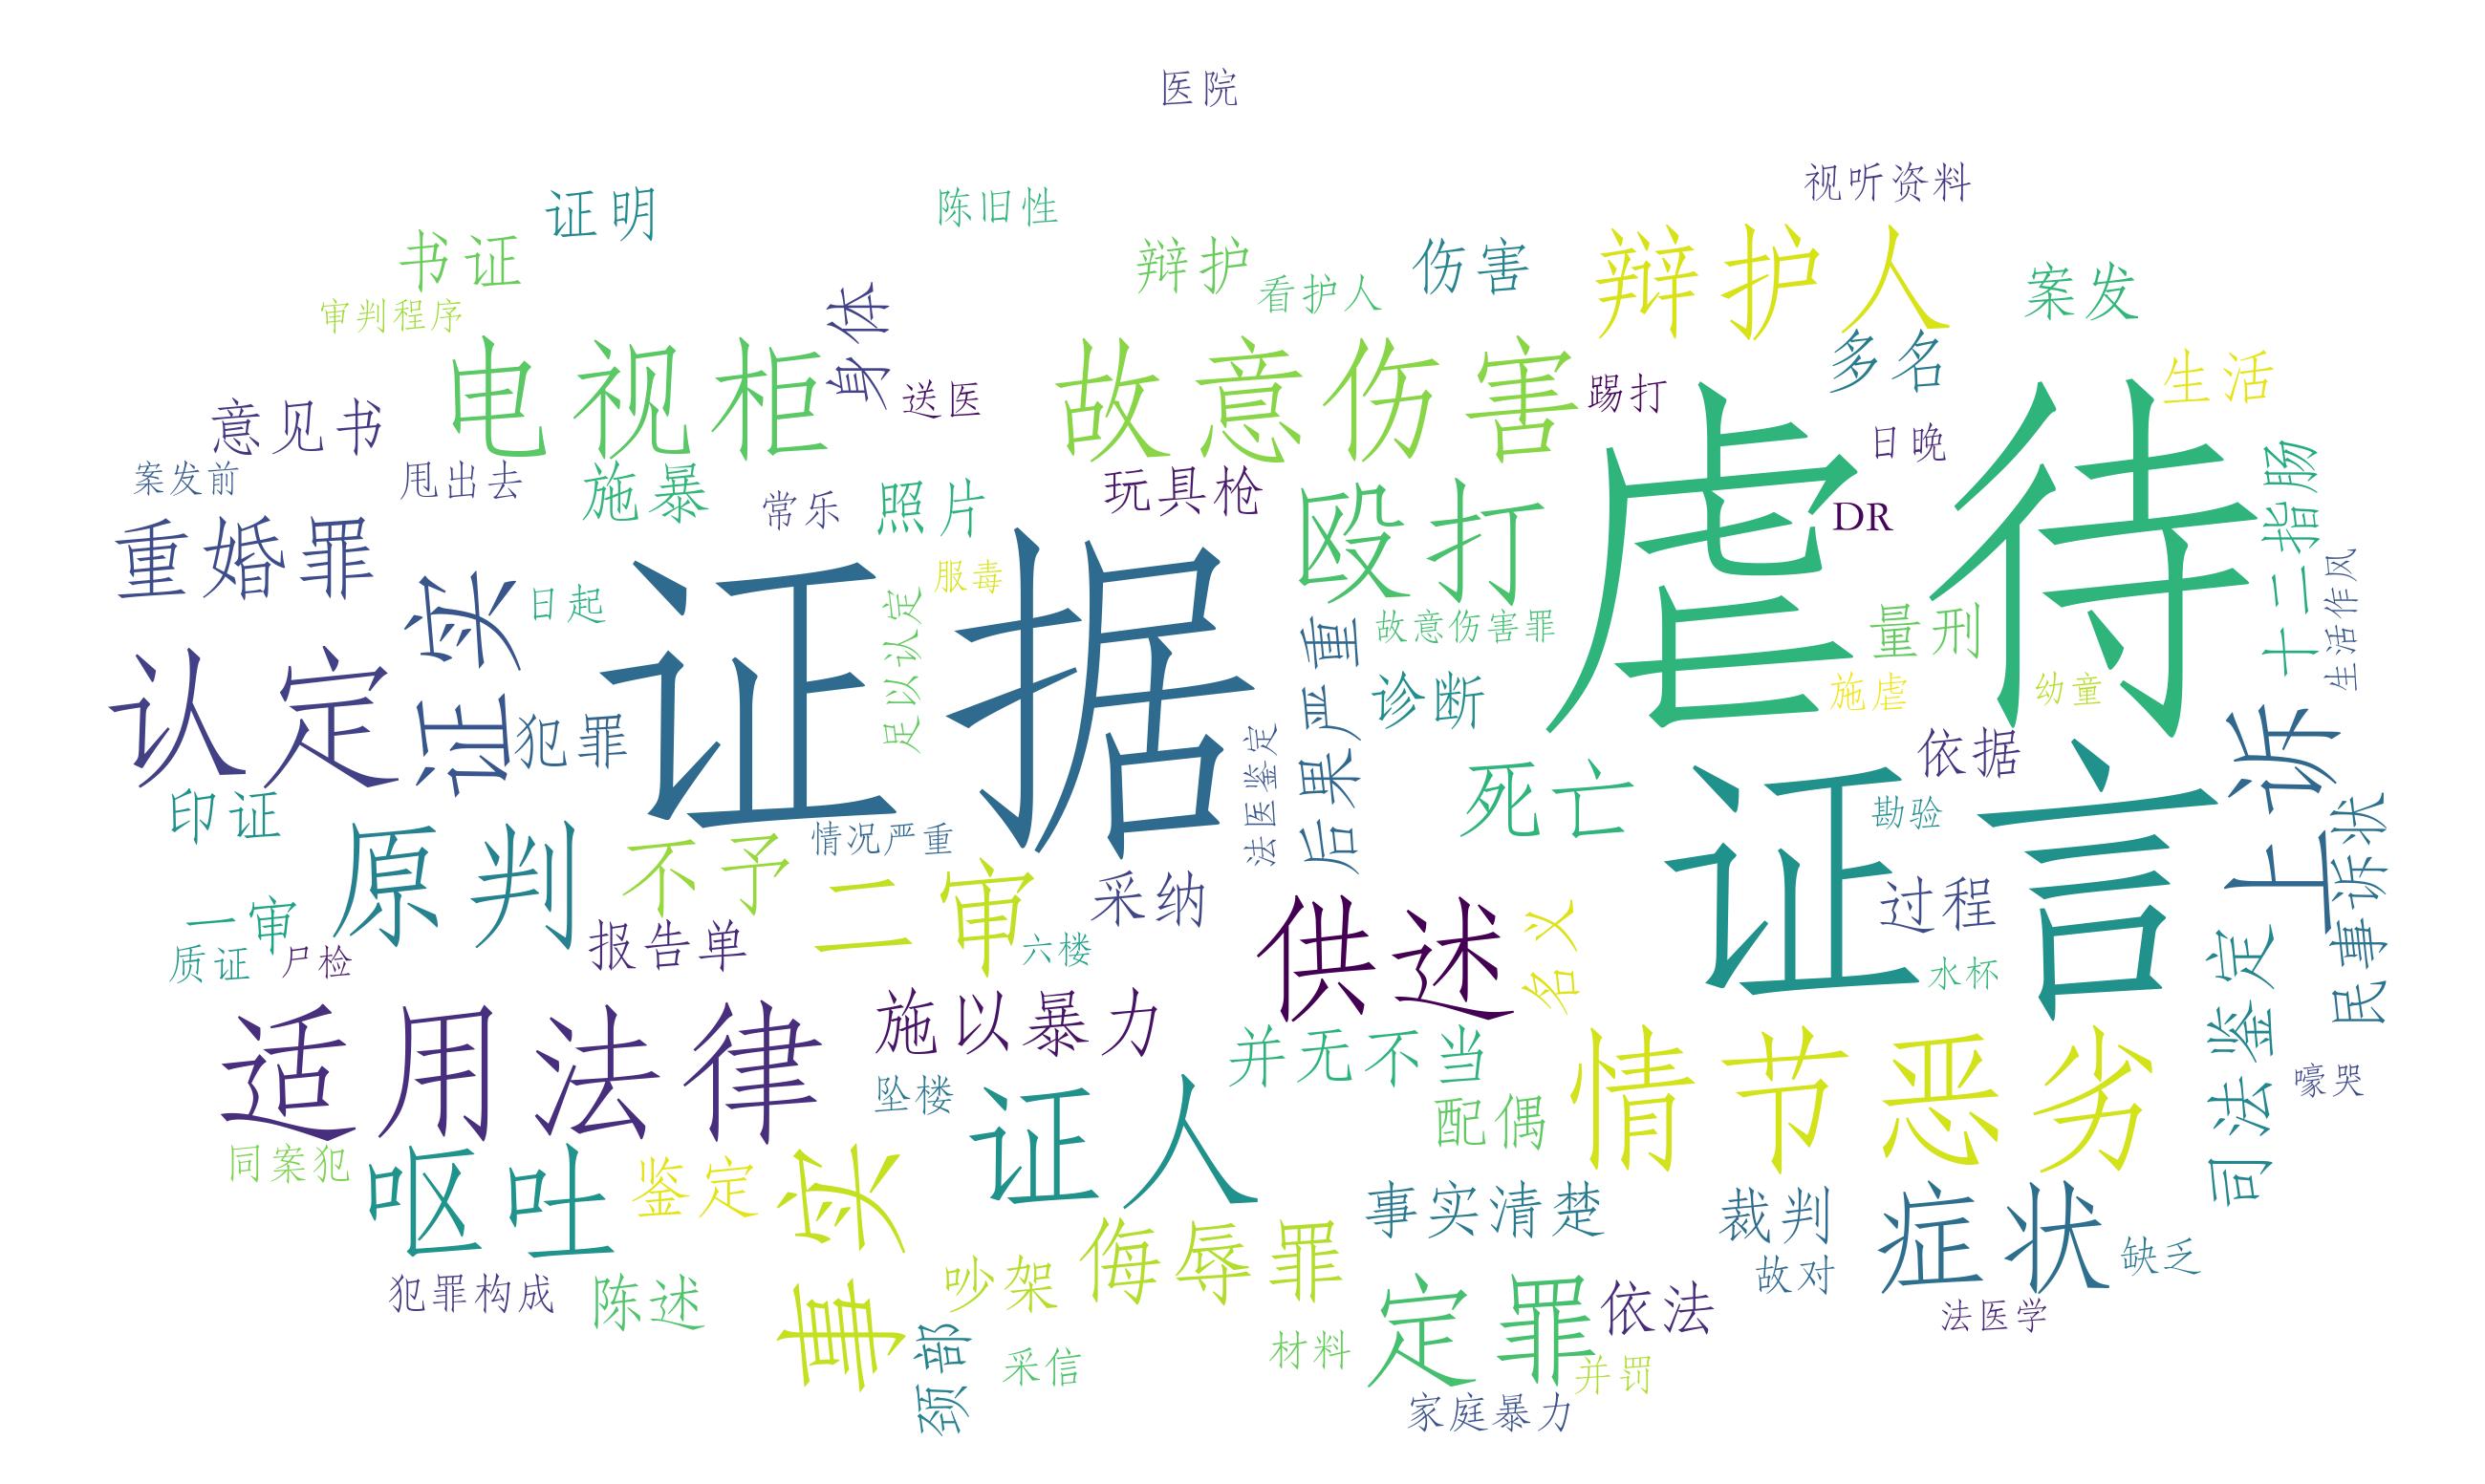 医院
视听资料
证明
陈旧性
书证
辩护
伤害
辩护人
案发
审判程序
看护人
身体
电视柜
故意伤害
多名
生活
意见书
送医
踢打
虐待
日晚
案发前
甩出去
施暴
常乐
照片
玩具枪
殴打
DR
十二指肠
重婚罪
证实
日起
证据
服毒
足以认定
后果严重
故意伤害罪
量刑
生活作风
认定
犯罪
诊断
施虐
幼童
法医鉴定
依据
上诉
印证
死亡
证言
勘验
民事诉状
原判
不予
情况严重
二审
采纳
供述
名义
过程
一审
质证
尸检
报告单
六楼
水杯
司法鉴定
适用法律
施以暴力
并无不当
情节恶劣
嚎哭
坠楼
证人
配偶
同案犯
呕吐
鉴定
事实
事实清楚
裁判
症状
缺乏
犯罪构成
陈述
吵架
侮辱罪
定罪
依法
故对
法医学
颈部
采信
材料
并罚
家庭暴力